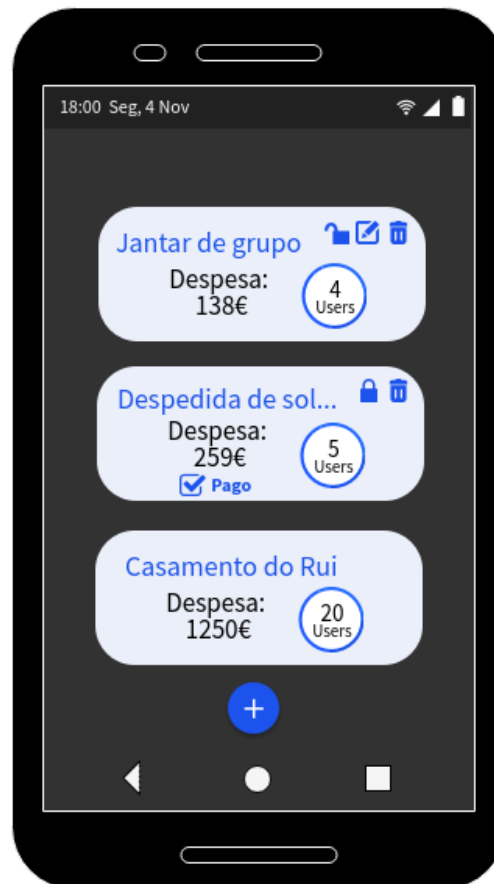 18:00 Seg, 4 Nov
Jantar de grupo
Despesa:
138€
4
Users
Despedida de sol...
Despesa:
259€
5
Users
Pago
Casamento do Rui
Despesa:
1250€
20
Users
+